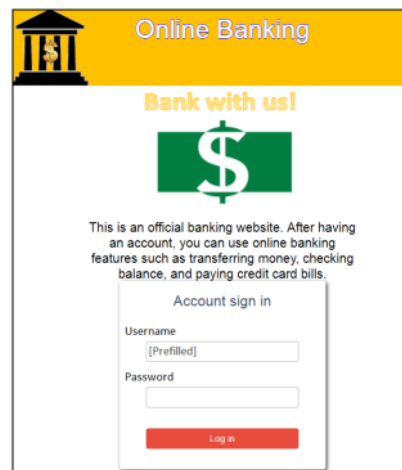 Online Banking
Bank with us!
$
$
This is an official banking website. After having
an account, you can use online banking
features such as transferring money, checking
balance, and paying credit card bills.
Account sign in
Username
[Prefilled]
Password
Log in